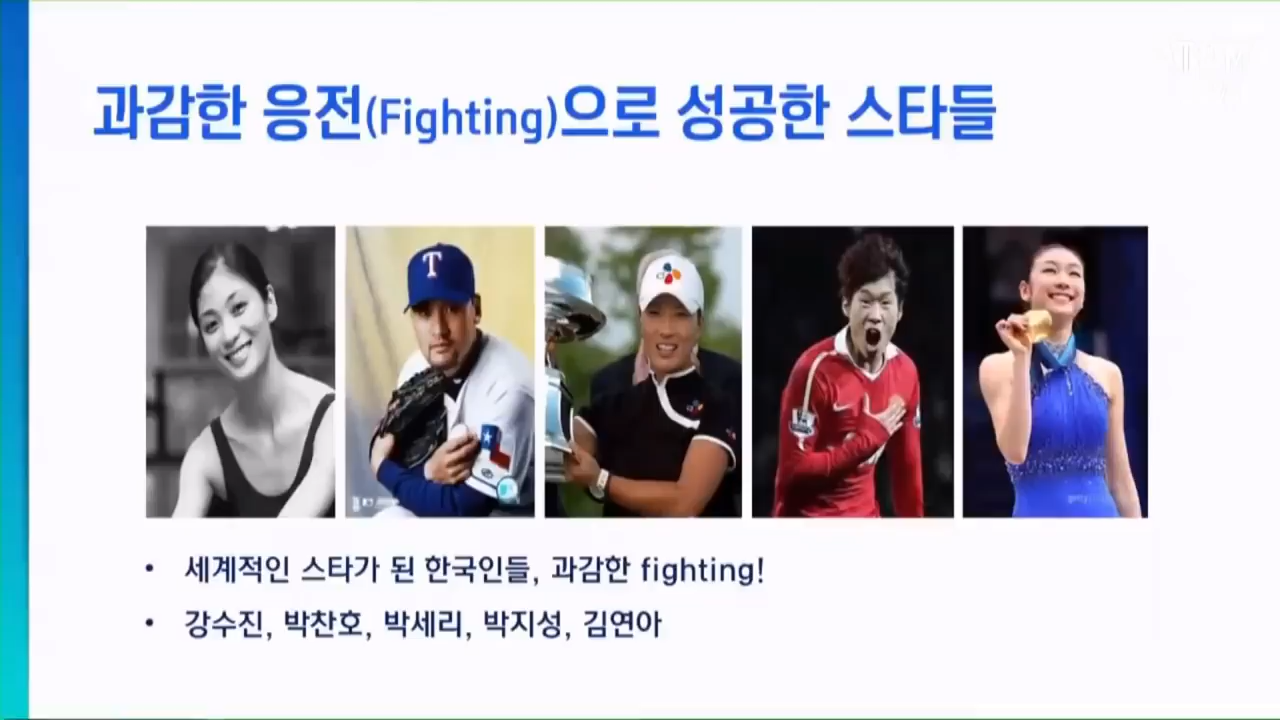 과감한 응전(Fighting)으로 성공한 스타들
T
• 세계적인 스타가 된 한국인들, 과감한 fighting!
• 강수진, 박찬호, 박세리, 박지성, 김연아